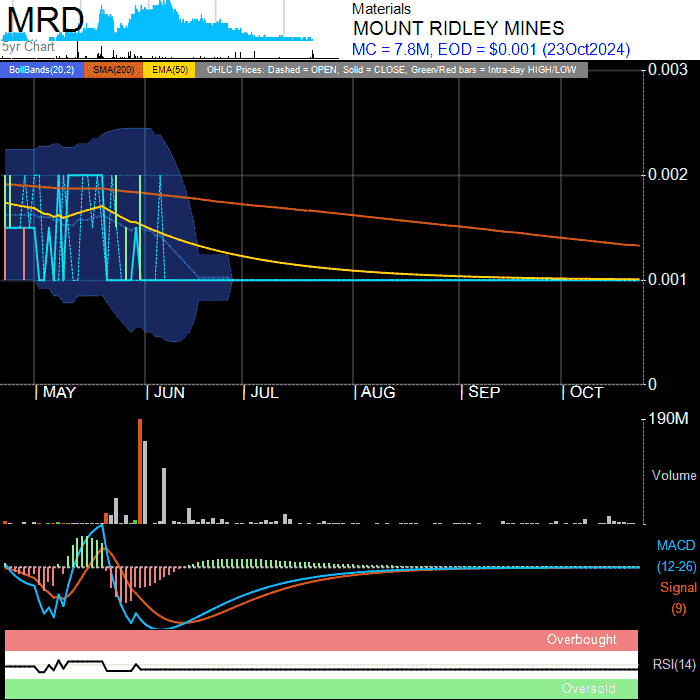 MRD
5yr Chart
Materials
MOUNT RIDLEY MINES
MC = 7.8M, EOD = $0.001 (23Oct2024)
BollBands(20,2) SMA(200) EMA(50) OHLC Prices: Dashed = OPEN, Solid = CLOSE, Green/Red bars = Intra-day HIGH/LOW
0.003
0.002
0.001
0
MAY JUN JUL AUG SEP OCT
190M
Volume
MACD
(12-26)
Signal
(9)
Overbought
RSI(14)
Oversold